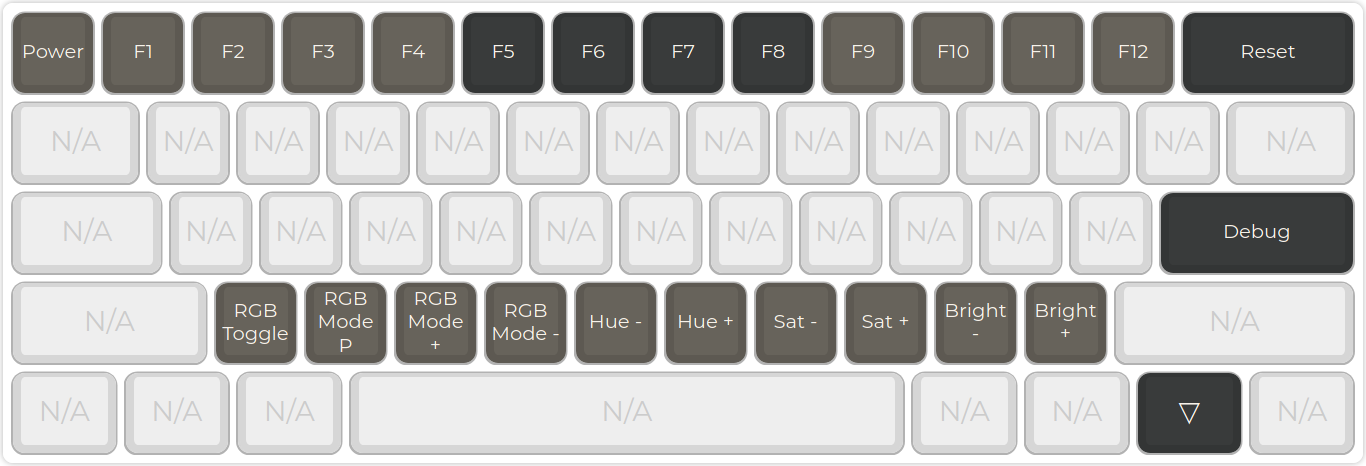 Power F1 F2 F3 F4 F5 F6 F7 F8 F9 F10 F11 F12 Reset
N/A N/A N/A N/A N/A N/A N/A N/A N/A N/A N/A N/A N/A N/A
N/A N/A N/A N/A N/A N/A N/A N/A N/A N/A N/A N/A Debug
N/A
RGB
Toggle
RGB
Mode
P
RGB
Mode
+
RGB
Mode -
Hue -
Hue +
Sat -
Sat +
Bright
-
Bright
+
N/A
N/A N/A N/A N/A N/A N/A ▽ N/A